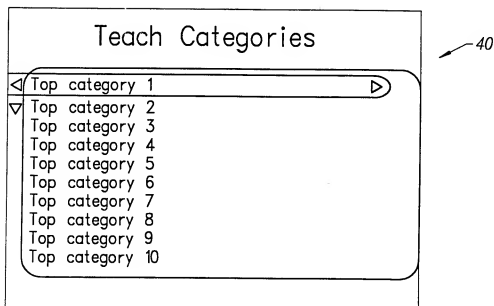 Teach Categories
40
Top category 1
Top category 2
Top category 3
Top category 4
Top category 5
Top category 6
Top category 7
Top category 8
Top category 9
Top category 10